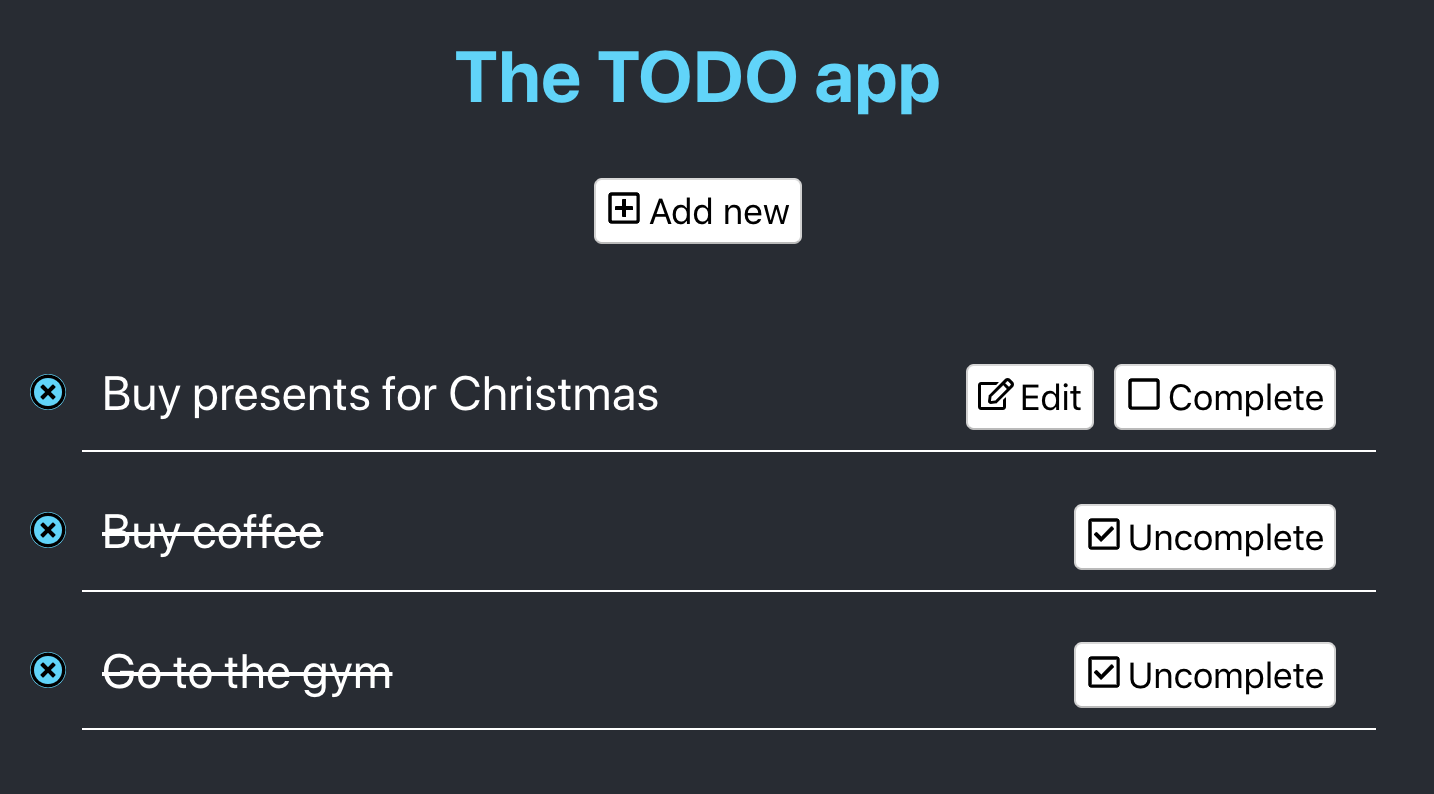 The TODO app
Add new
Buy presents for Christmas Edit Complete
Buy coffee Uncomplete
Go to the gym Uncomplete